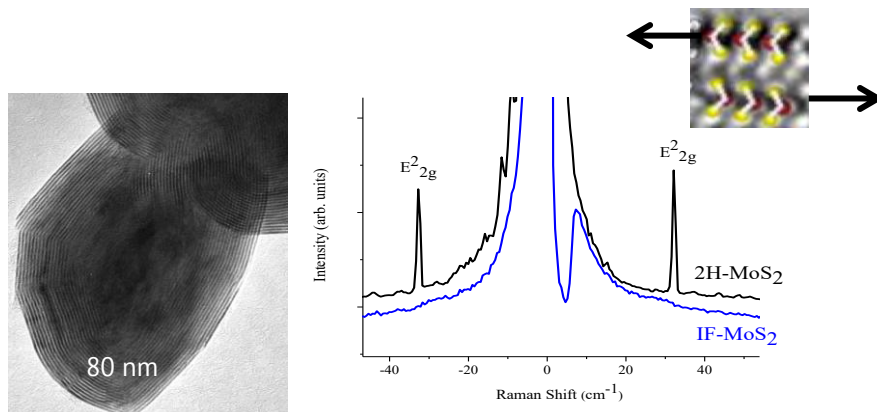 80 nm
Intensity (arb. units)
E²2g
E²2g
2H-MoS2
IF-MoS2
-40 -20 0 20 40
Raman Shift (cm-1)